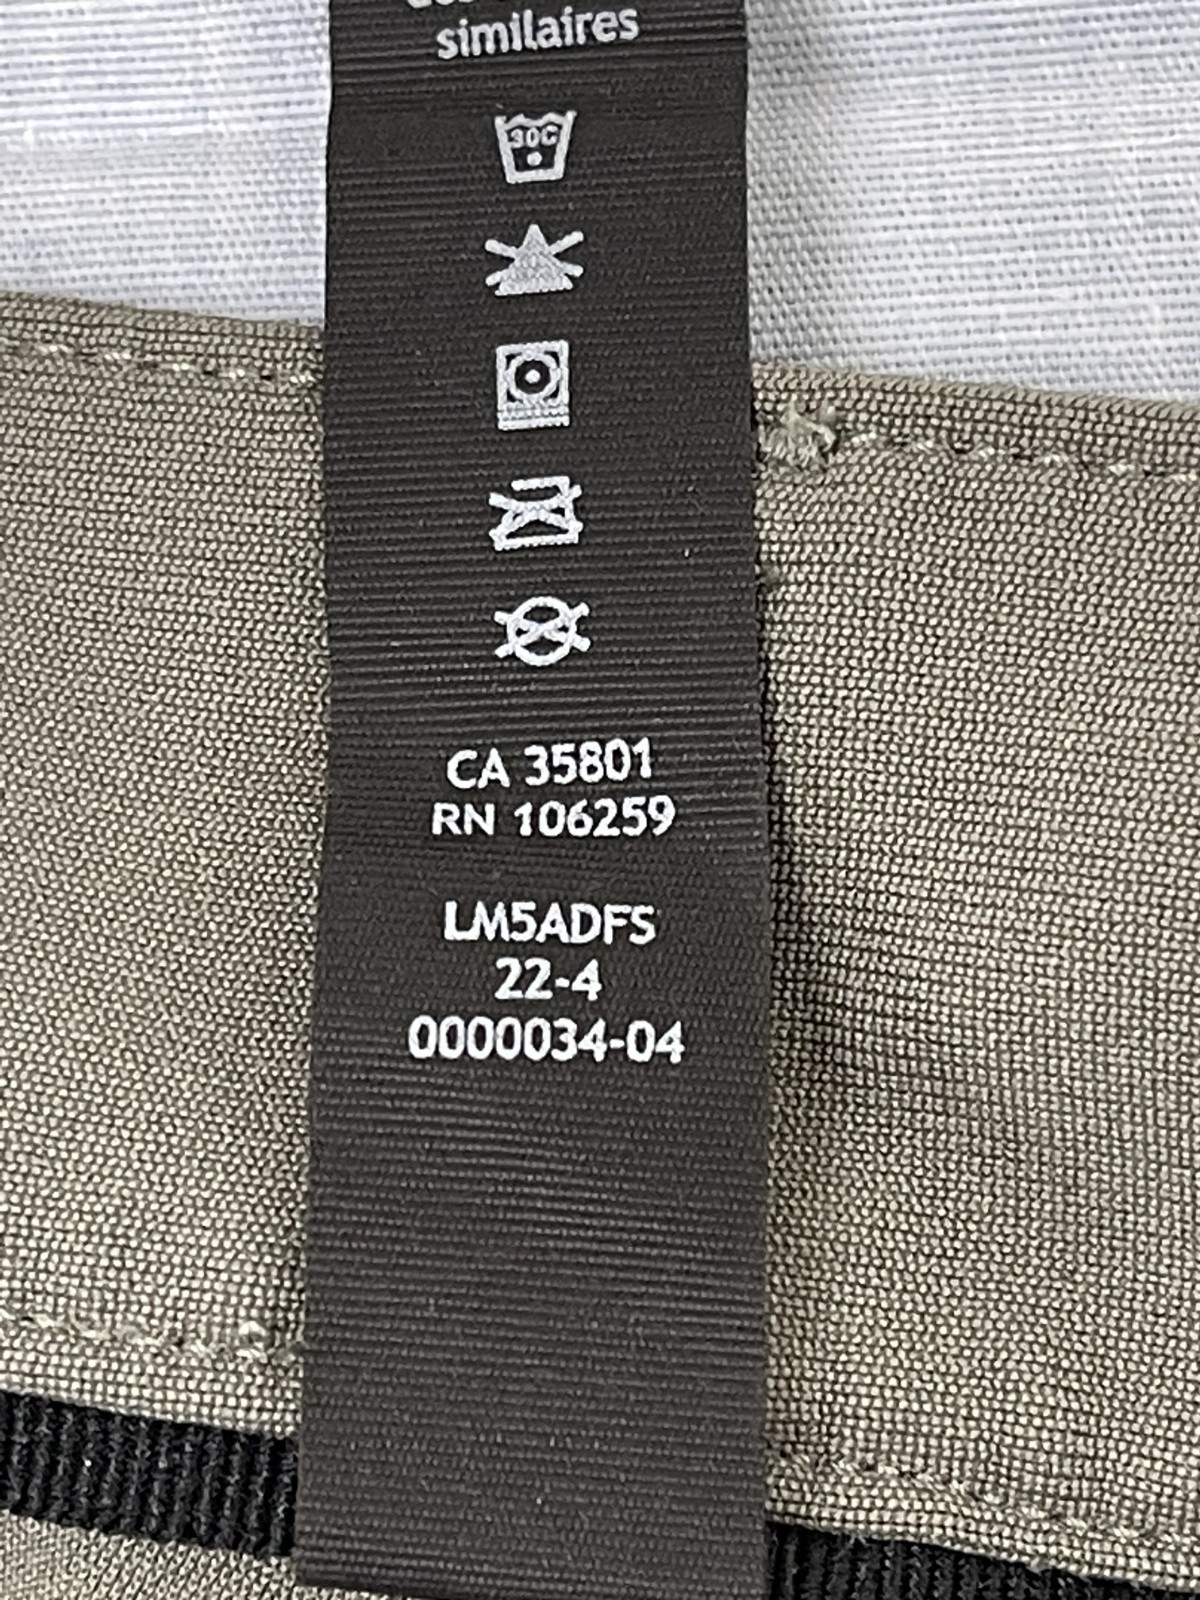 similaires
30C
CA 35801
RN 106259
LM5ADFS
22-4
0000034-04